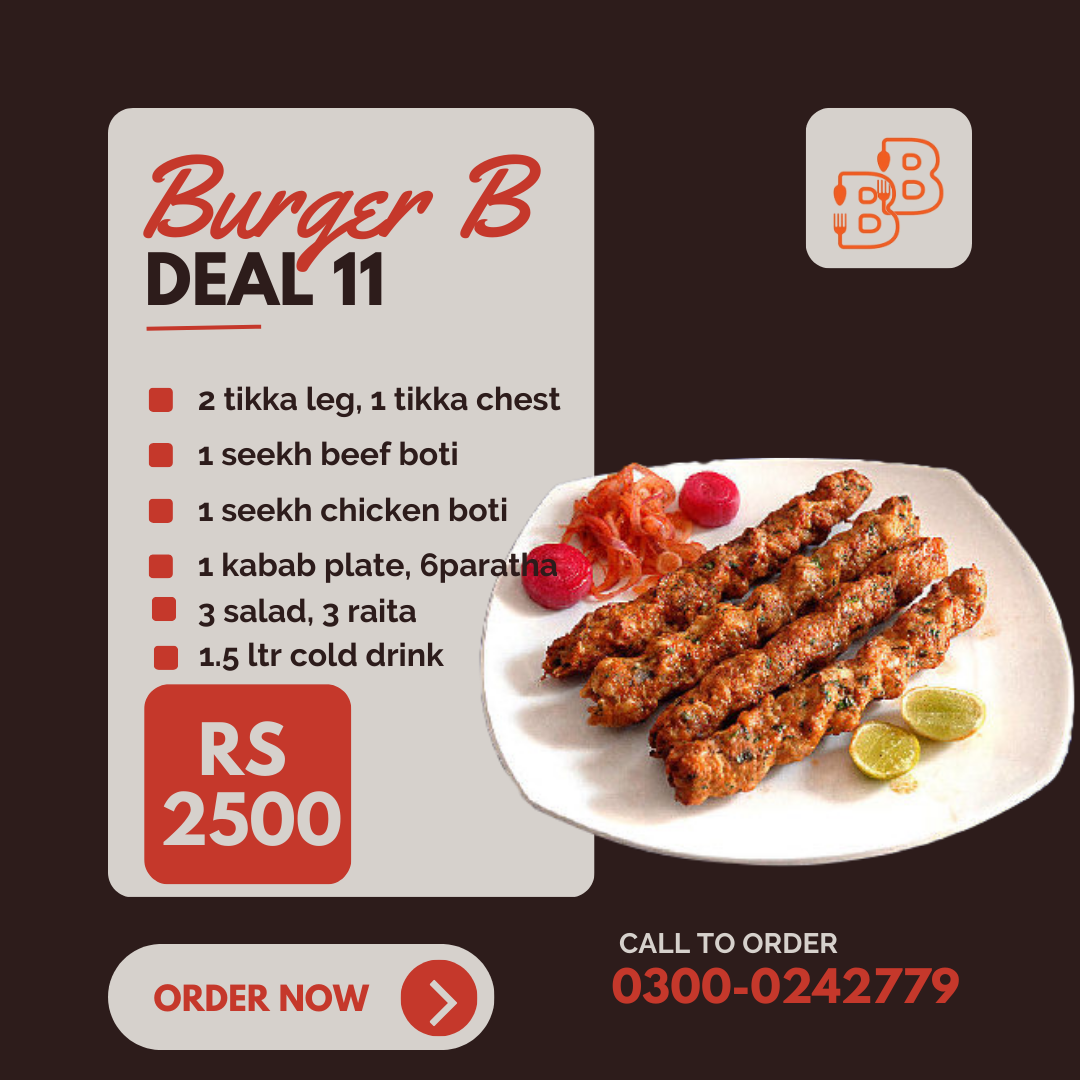 Burger B
DEAL 11
2 tikka leg, 1 tikka chest
1 seekh beef boti
1 seekh chicken boti
1 kabab plate, 6paratha
3 salad, 3 raita
1.5 ltr cold drink
RS
2500
BB
ORDER NOW
CALL TO ORDER
0300-0242779